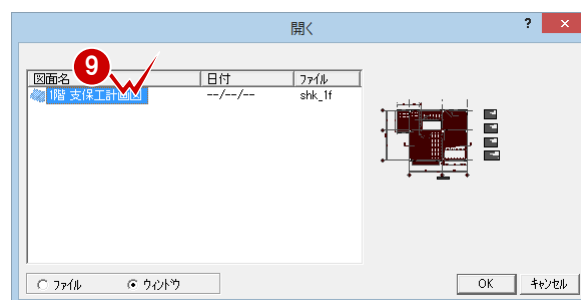 開く
? ×
9
図面名 日付 ファイル
1階 支保工計画図 --/--/-- shk_1f
ファイル ウィンドウ
OK キャンセル